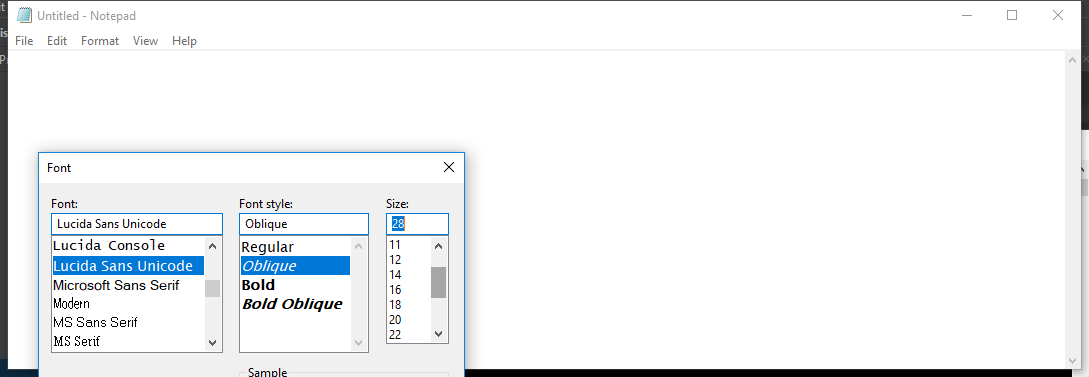 Untitled - Notepad
File Edit Format View Help
Font
Font: Font style: Size:
Lucida Sans Unicode Oblique 28
Lucida Console Regular 11
Lucida Sans Unicode Oblique 12
Microsoft Sans Serif Bold 14
Modern Bold Oblique 16
MS Sans Serif 18
MS Serif 20
22
Sample